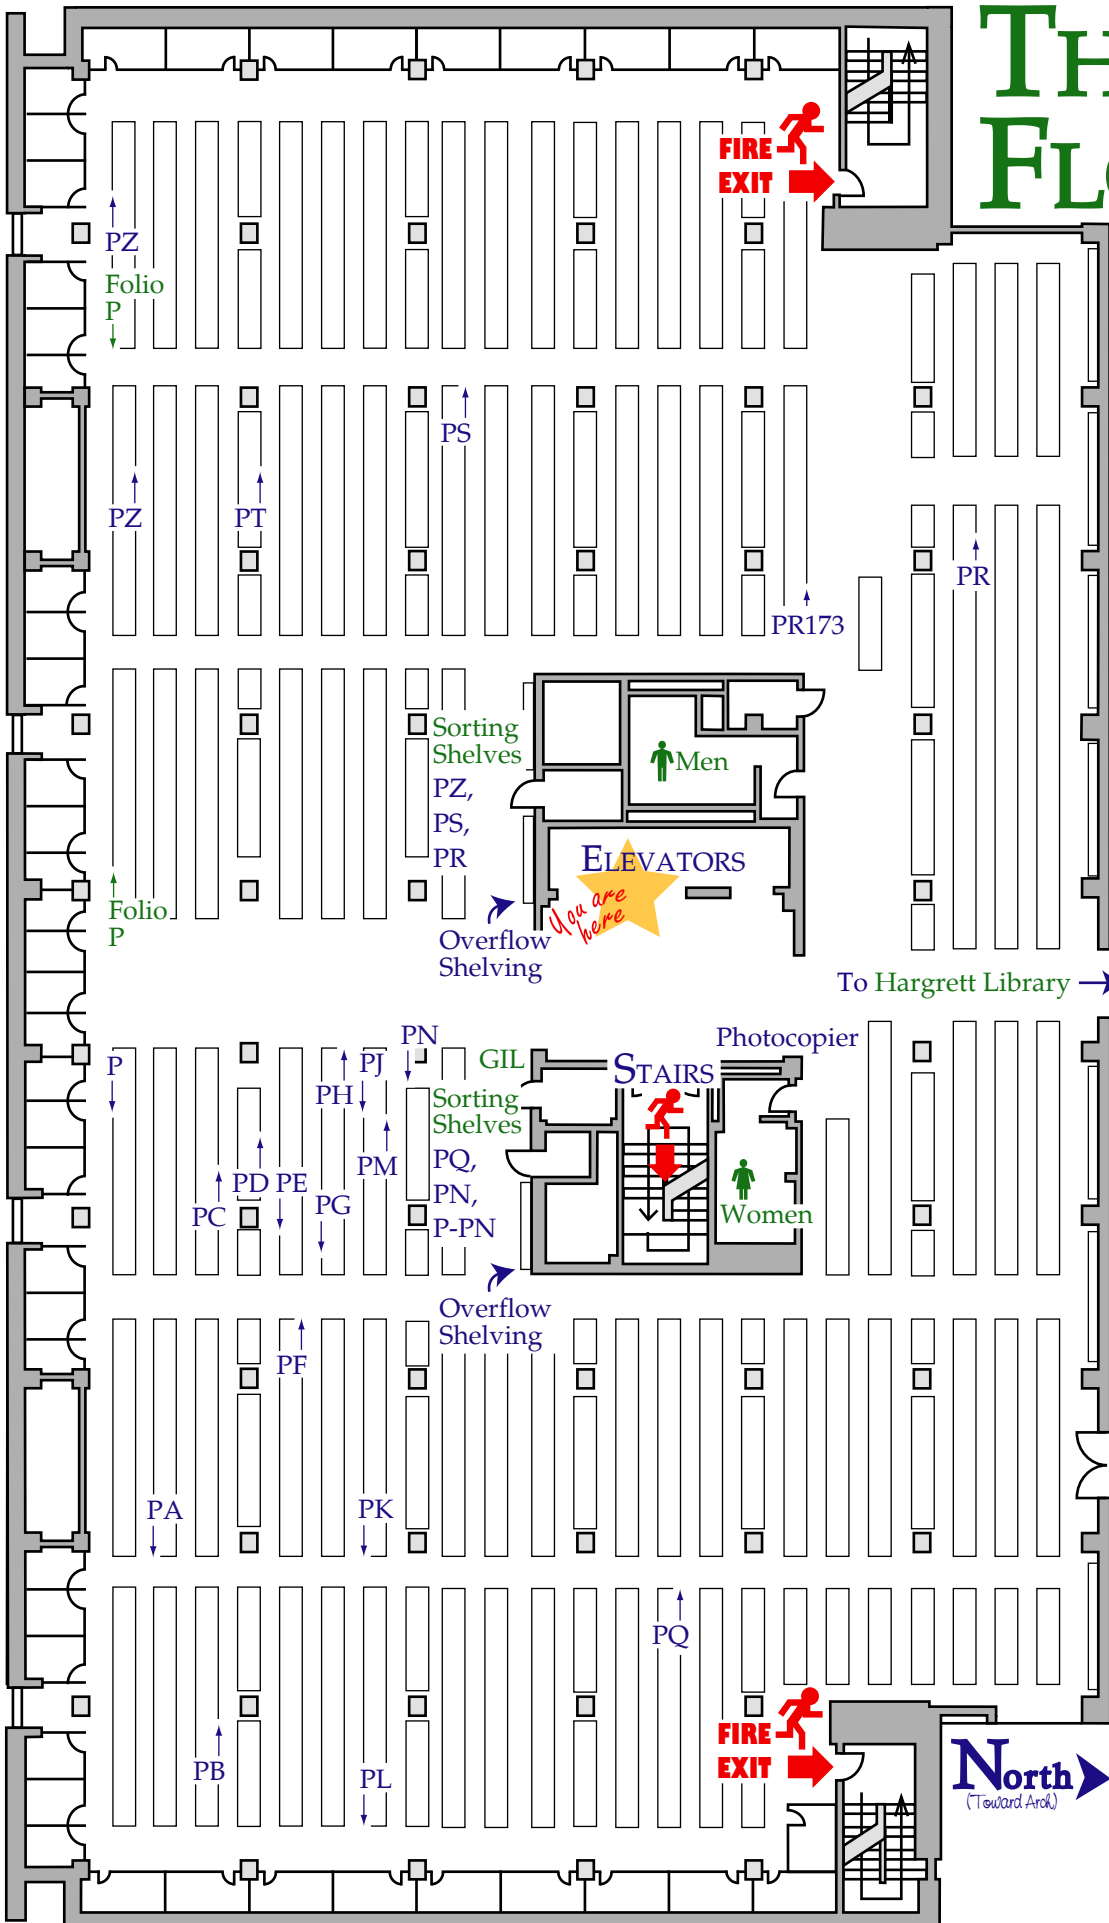 TH
FLO
FIRE
EXIT
PZ
Folio
P
PS
PZ
PT
PR
PR173
Sorting
Shelves
PZ,
PS,
PR
Men
ELEVATORS
You are
here
Folio
P
Overflow
Shelving
To Hargrett Library
P
PH
PJ
PN
GIL
STAIRS
Photocopier
Sorting
Shelves
PQ,
PN,
P-PN
PM
PD
PE
PC
PG
Women
Overflow
Shelving
PF
PA
PK
PQ
PB
PL
FIRE
EXIT
North
(Toward Arch)